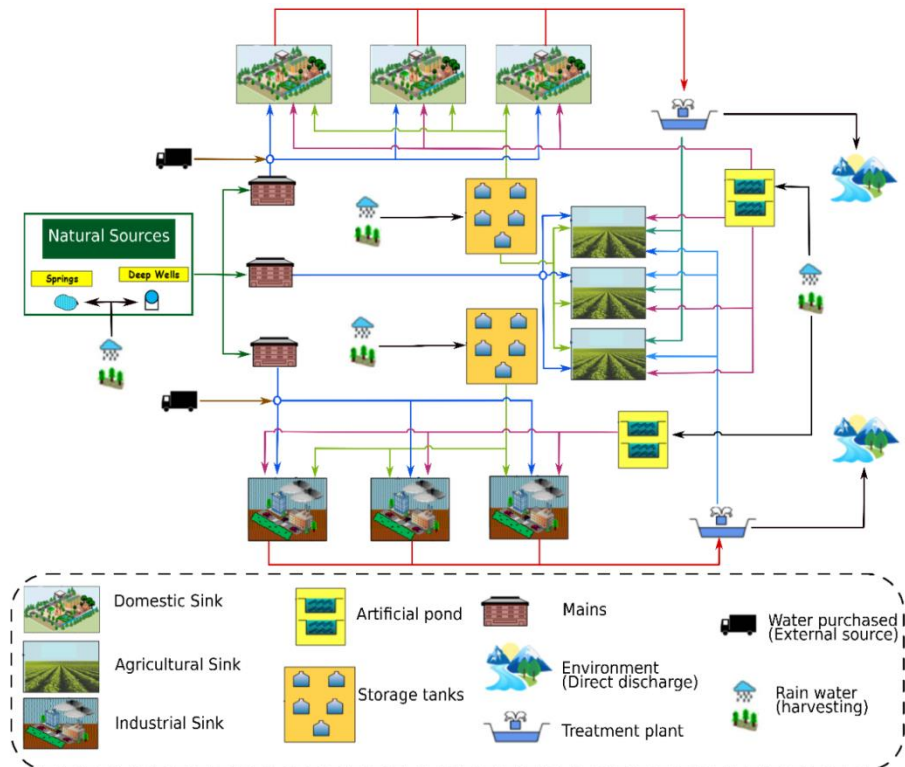 Natural Sources
Springs
Deep Wells
Domestic Sink
Agricultural Sink
Industrial Sink
Artificial pond
Storage tanks
Mains
Environment
(Direct discharge)
Treatment plant
Water purchased
(External source)
Rain water
(harvesting)